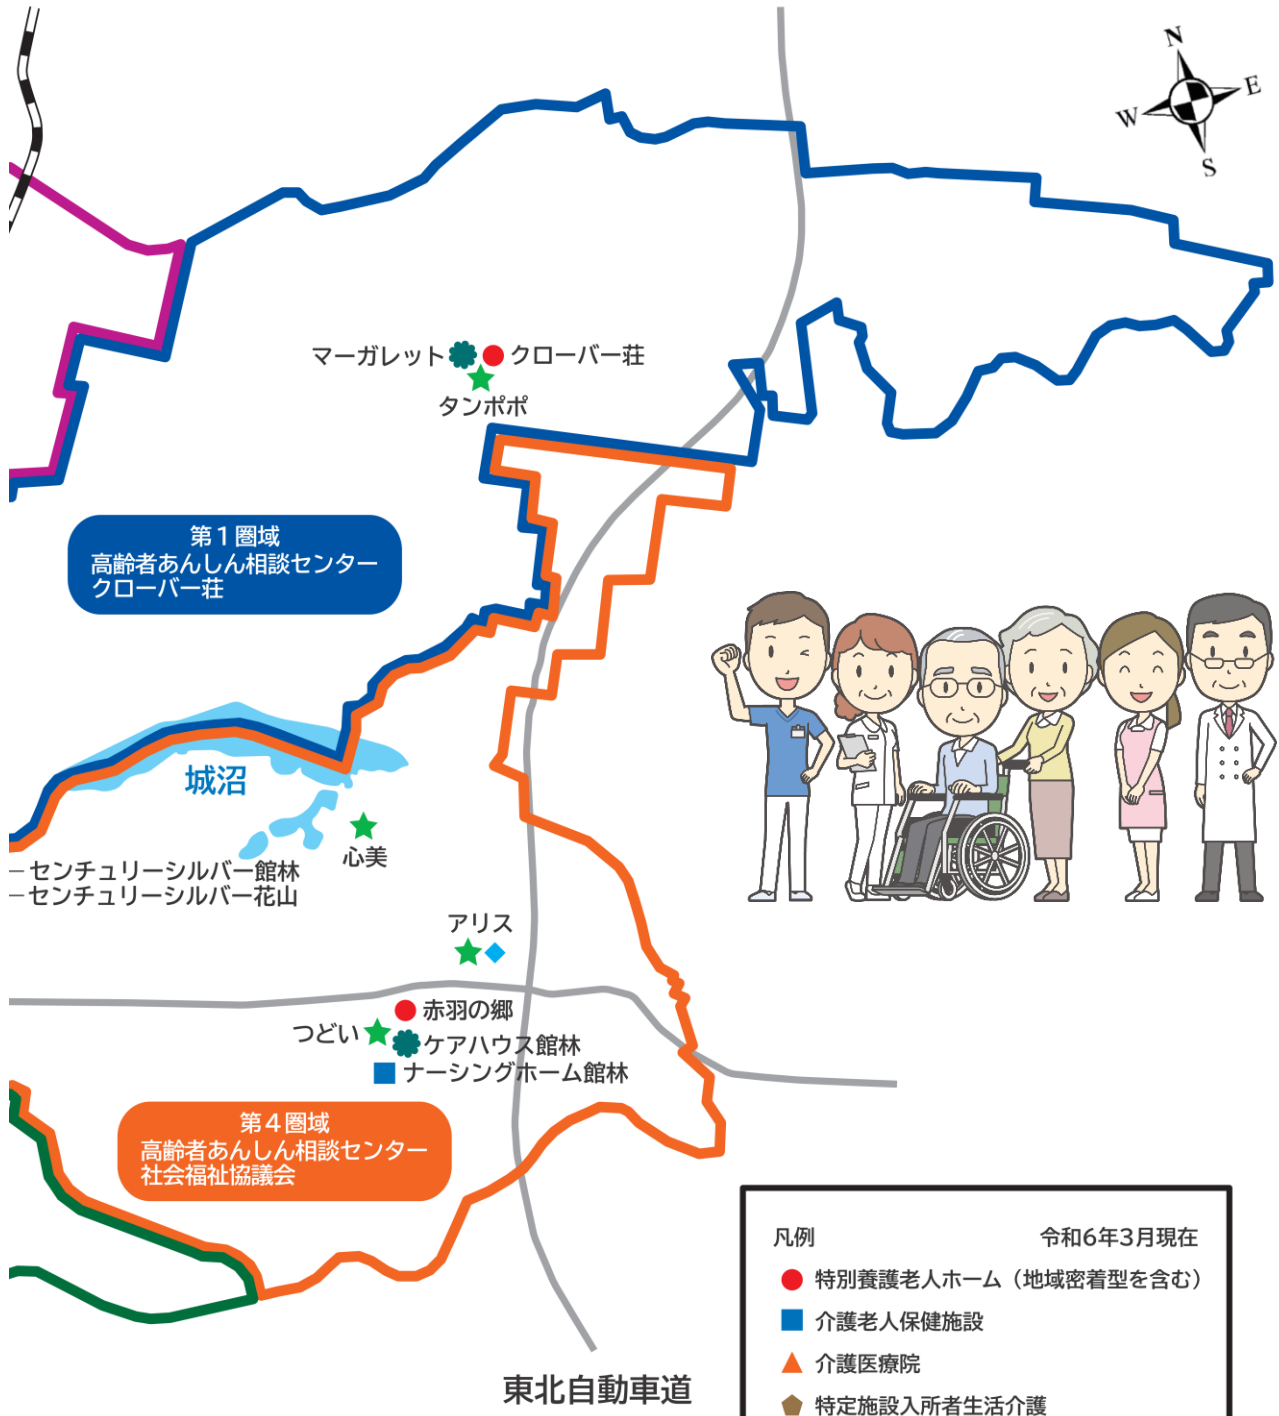 N
E
W
S
マーガレット
クローバー荘
タンポポ
第1圏域
高齢者あんしん相談センター
クローバー荘
城沼
心美
センチュリーシルバー館林
センチュリーシルバー花山
アリス
赤羽の郷
つどい
ケアハウス館林
ナーシングホーム館林
第4圏域
高齢者あんしん相談センター
社会福祉協議会
東北自動車道
凡例 令和6年3月現在
特別養護老人ホーム（地域密着型を含む）
介護老人保健施設
介護医療院
特定施設入所者生活介護